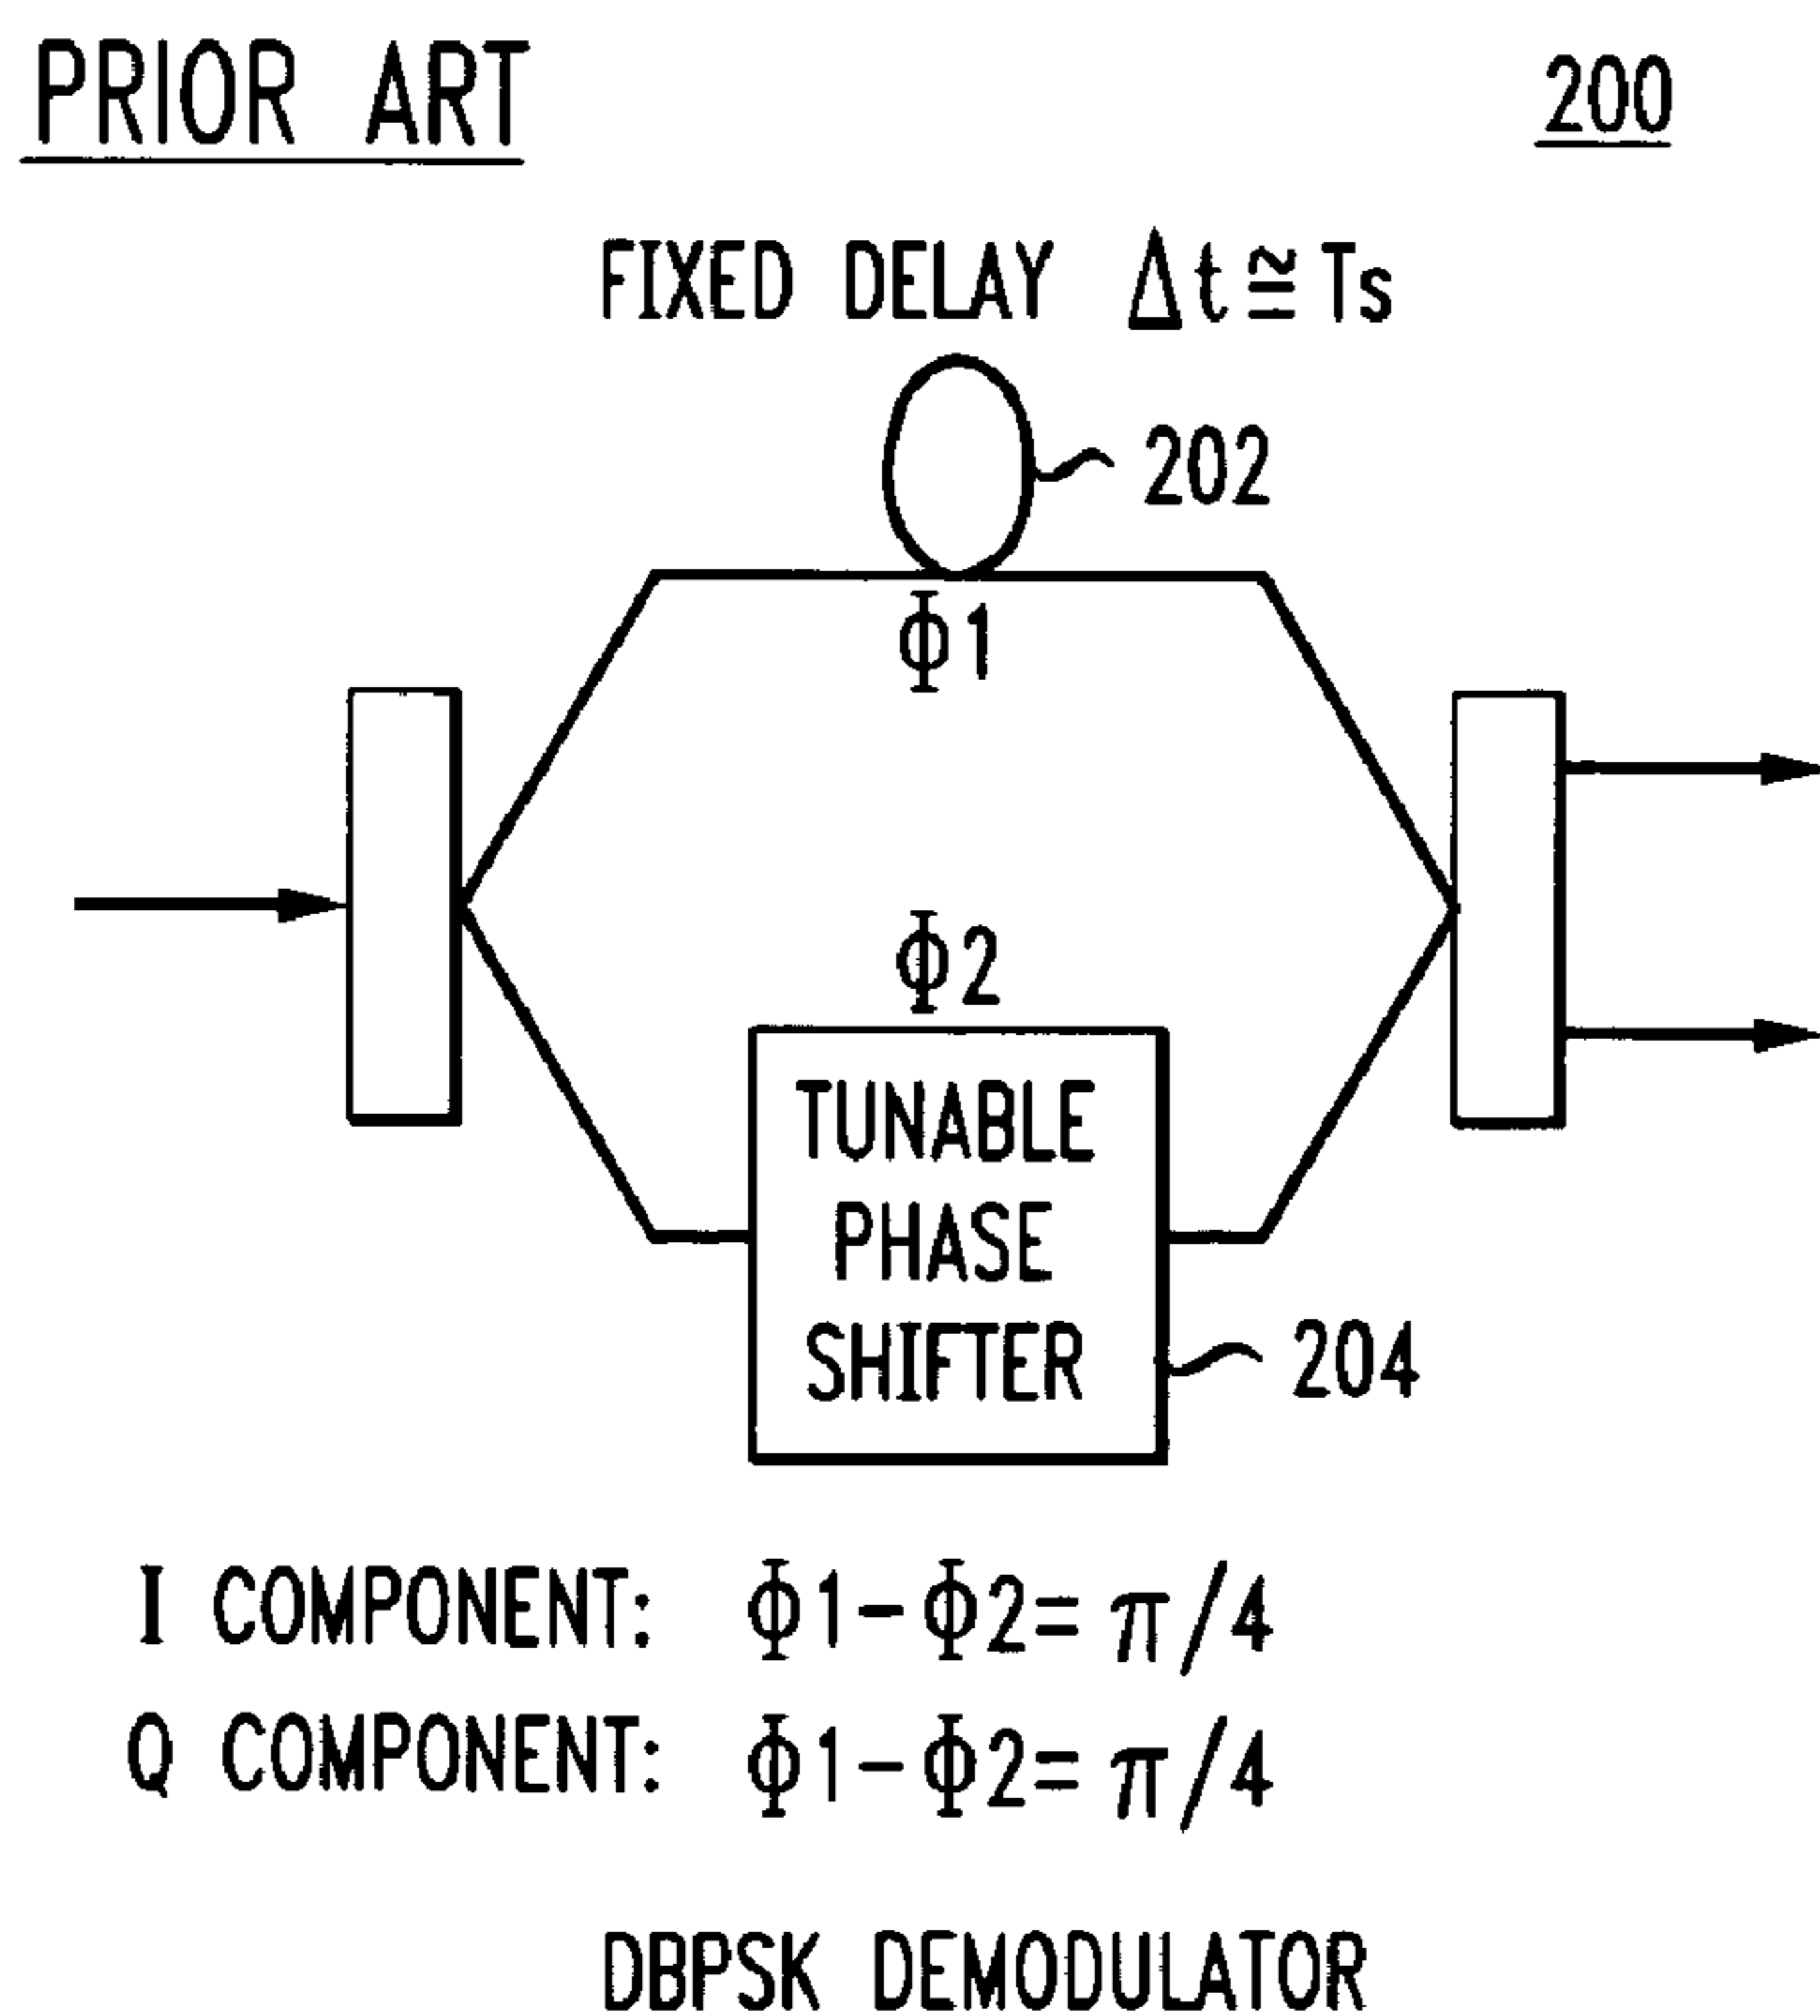 PRIOR ART
200
FIXED DELAY Δt≅Ts
202
Φ1
Φ2
TUNABLE
PHASE
SHIFTER
204
I COMPONENT: Φ1-Φ2=π/4
Q COMPONENT: Φ1-Φ2=π/4
DBPSK DEMODULATOR